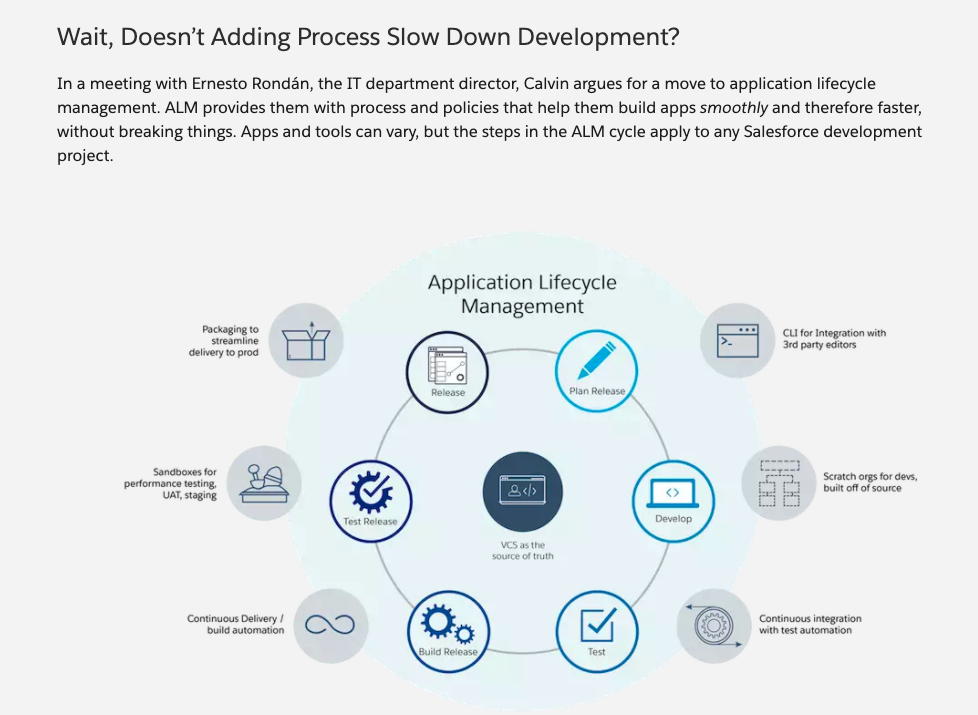 Wait, Doesn’t Adding Process Slow Down Development?
In a meeting with Ernesto Rondán, the IT department director, Calvin argues for a move to application lifecycle
management. ALM provides them with process and policies that help them build apps smoothly and therefore faster,
without breaking things. Apps and tools can vary, but the steps in the ALM cycle apply to any Salesforce development
project.
Application Lifecycle
Management
Packaging to
streamline
delivery to prod
Release
Plan Release
CLI for Integration with
3rd party editors
Sandboxes for
performance testing,
UAT, staging
Test Release
VCS as the
source of truth
Develop
Scratch orgs for devs,
built off of source
Continuous Delivery /
build automation
Build Release
Test
Continuous integration
with test automation